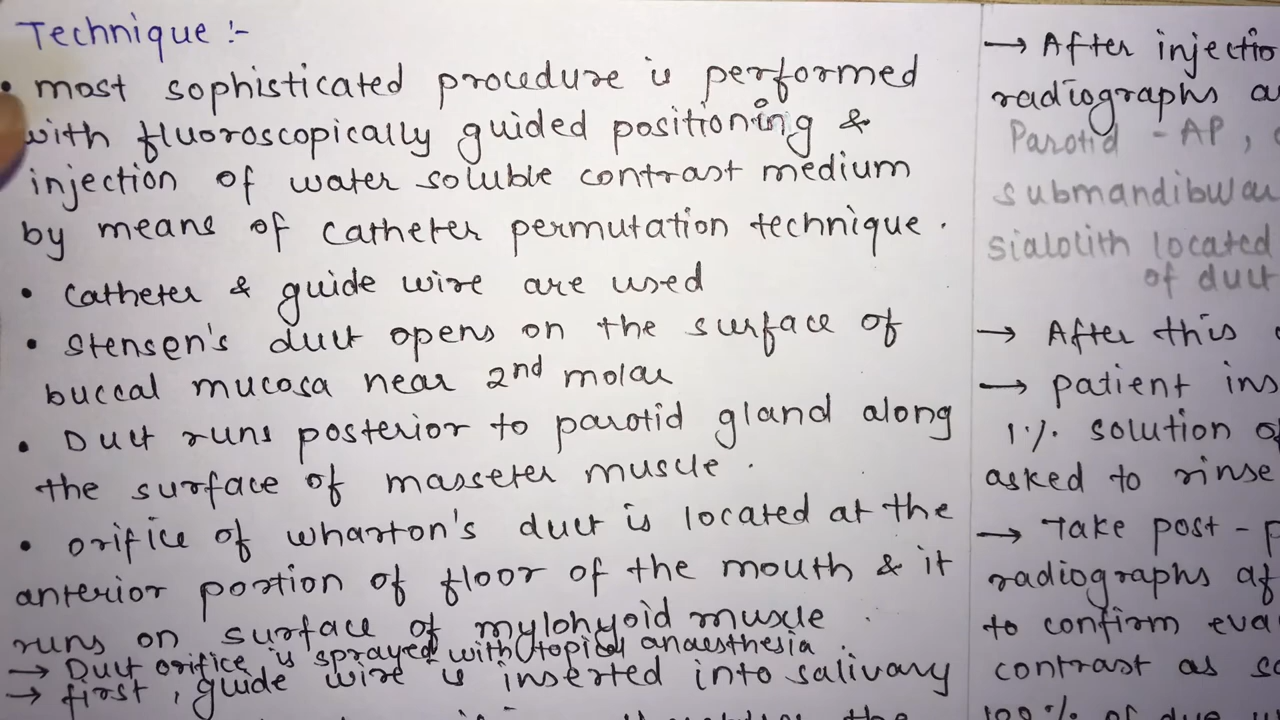 Technique :-
• most sophisticated procedure is performed
with fluoroscopically guided positioning &
injection of water soluble contrast medium
by means of catheter permutation technique.
• catheter & guide wire are used
• Stensen's duct opens on the surface of
buccal mucosa near 2nd molar
• Duct runs posterior to parotid gland along
the surface of masseter muscle.
• orifice of wharton's duct is located at the
anterior portion of floor of the mouth & it
runs on surface of mylohyoid muscle
→ Duct orifice is sprayed with topical anaesthesia
→ first, guide wire is inserted into salivary
the
→ After injectio
radiographs a
Parotid - AP,
submandibular
sialolith located
of duct
→ After this
→ patient ins
1% solution of
asked to rinse
→ Take post - p
radiographs af
to confirm eva
contrast as s
100% of due